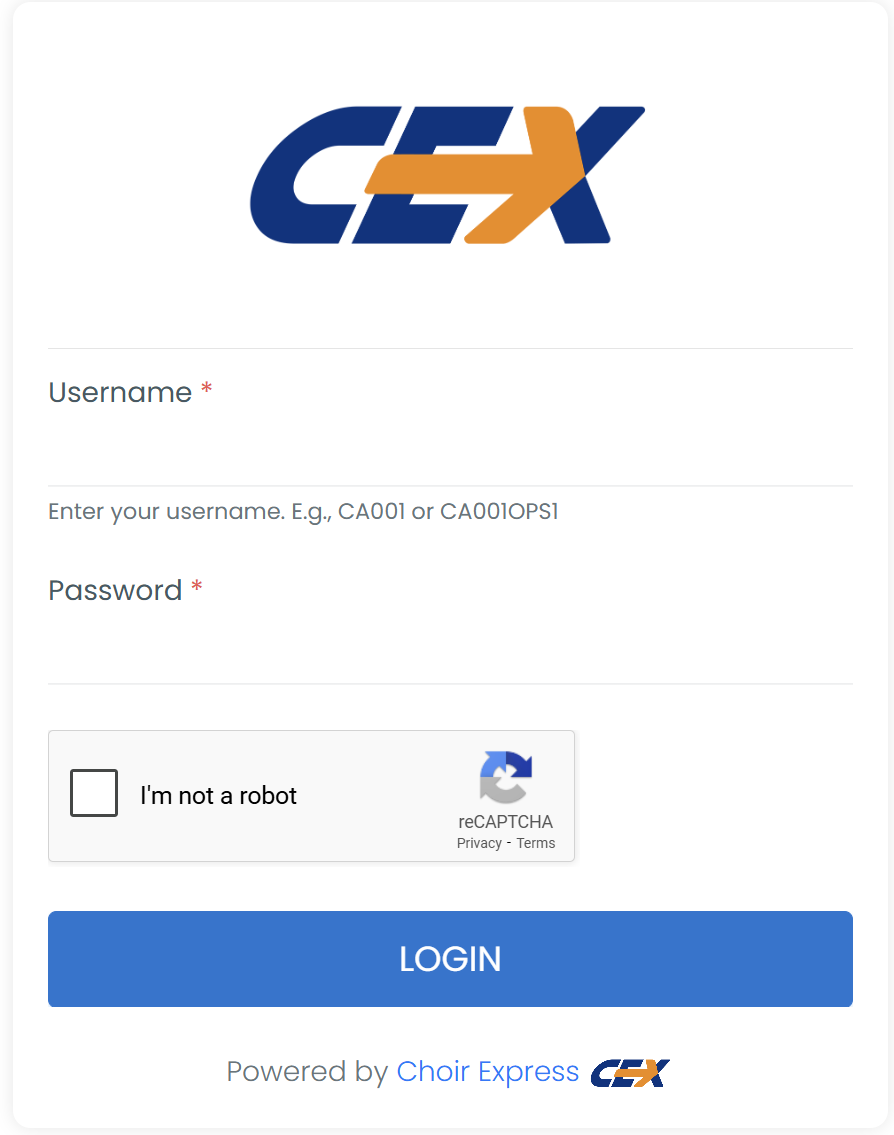 CEX
Username *
Enter your username. E.g., CA001 or CA001OPS1
Password *
I'm not a robot
reCAPTCHA
Privacy - Terms
LOGIN
Powered by Choir Express CEX